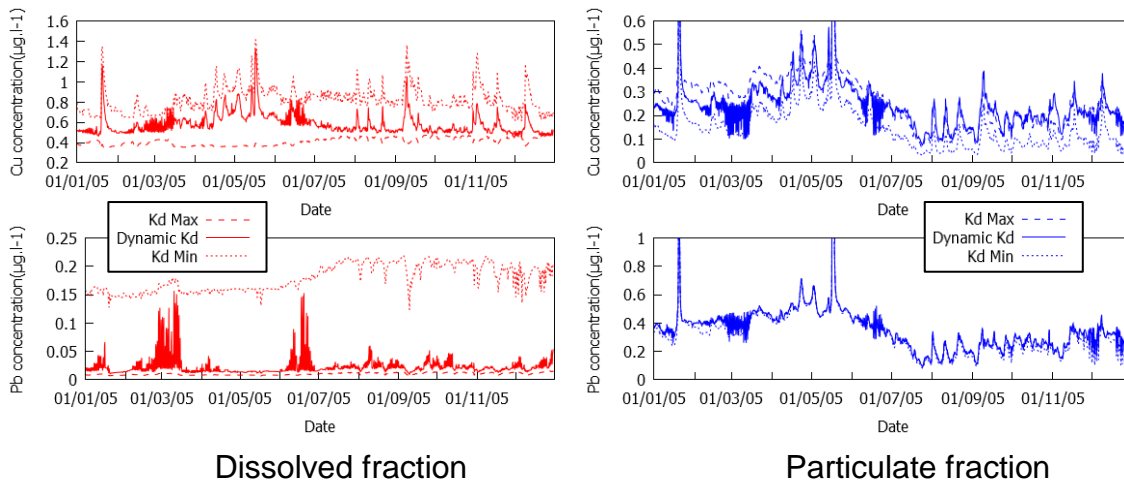 Cu concentration(µg.l-1)
1.6
1.4
1.2
1
0.8
0.6
0.4
0.2
01/01/05 01/03/05 01/05/05 01/07/05 01/09/05 01/11/05
Date
Cu concentration(µg.l-1)
0.6
0.5
0.4
0.3
0.2
0.1
0
01/01/05 01/03/05 01/05/05 01/07/05 01/09/05 01/11/05
Date
Kd Max
Dynamic Kd
Kd Min
Kd Max
Dynamic Kd
Kd Min
Pb concentration(µg.l-1)
0.25
0.2
0.15
0.1
0.05
0
01/01/05 01/03/05 01/05/05 01/07/05 01/09/05 01/11/05
Date
Pb concentration(µg.l-1)
1
0.8
0.6
0.4
0.2
0
01/01/05 01/03/05 01/05/05 01/07/05 01/09/05 01/11/05
Date
Dissolved fraction
Particulate fraction